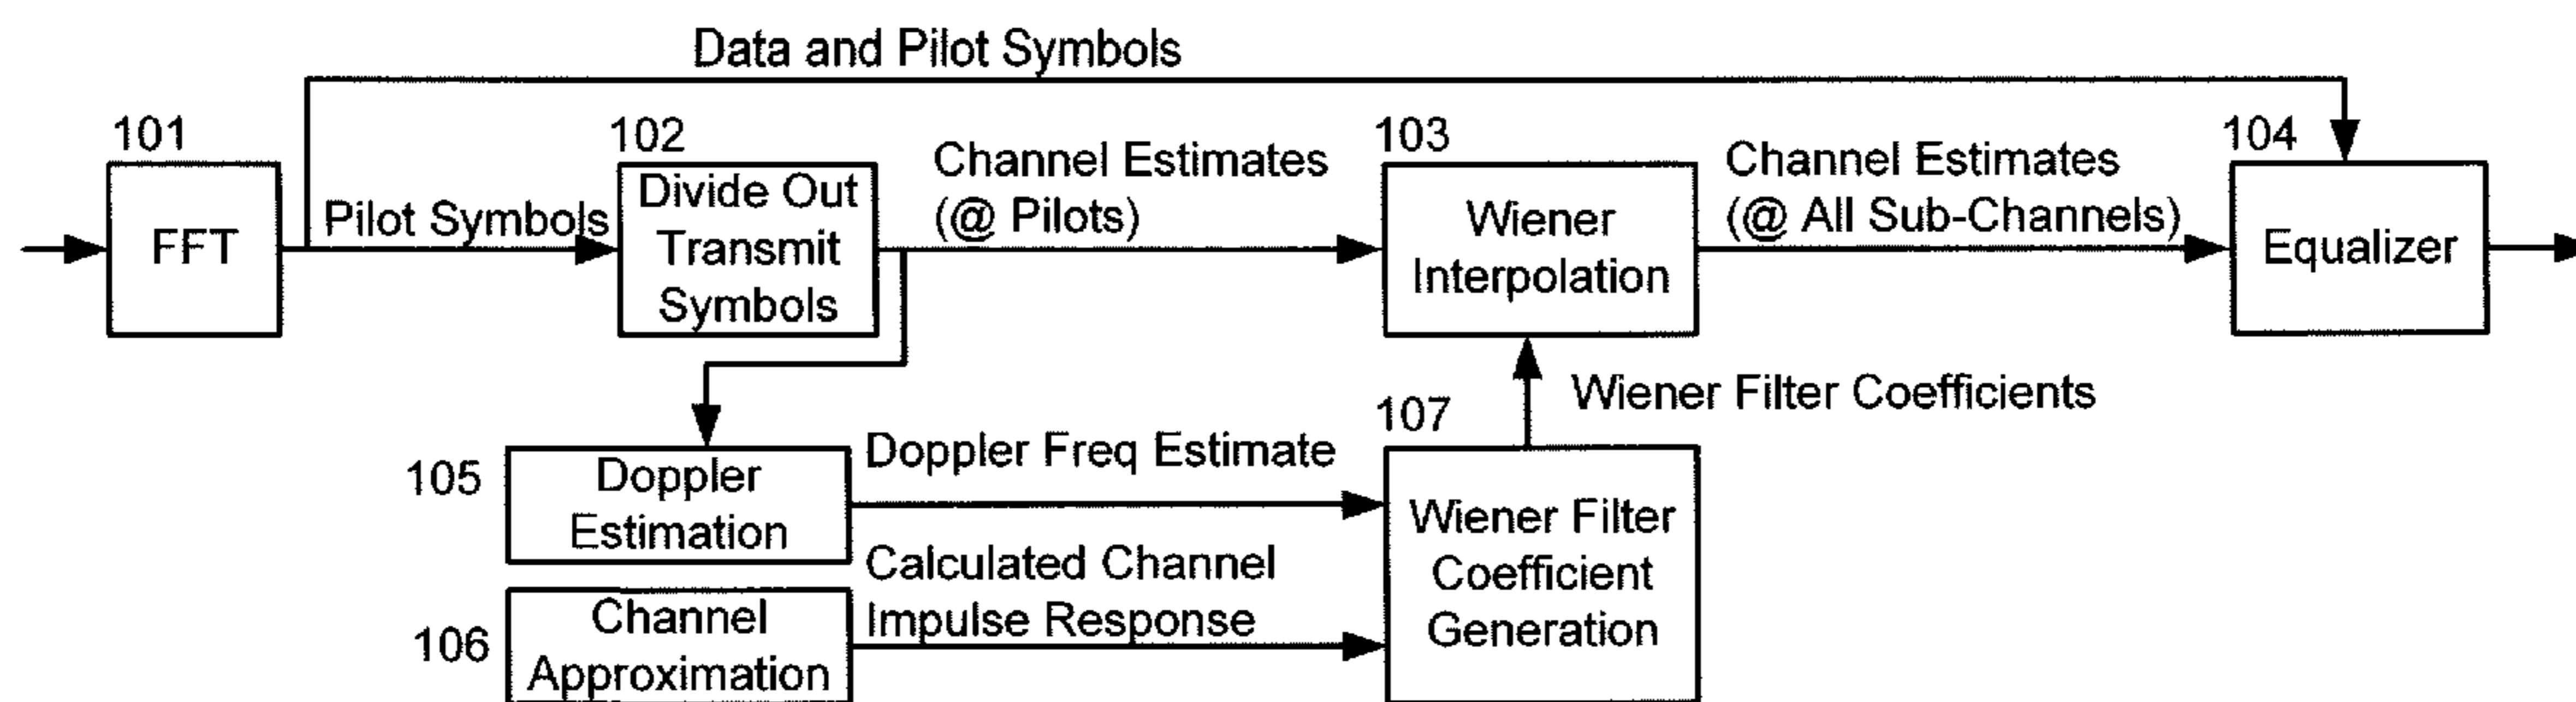 Data and Pilot Symbols
101
FFT
Pilot Symbols
102
Divide Out
Transmit
Symbols
Channel Estimates
(@ Pilots)
103
Wiener
Interpolation
Channel Estimates
(@ All Sub-Channels)
104
Equalizer
105
Doppler
Estimation
Doppler Freq Estimate
106
Channel
Approximation
Calculated Channel
Impulse Response
107
Wiener Filter
Coefficient
Generation
Wiener Filter Coefficients